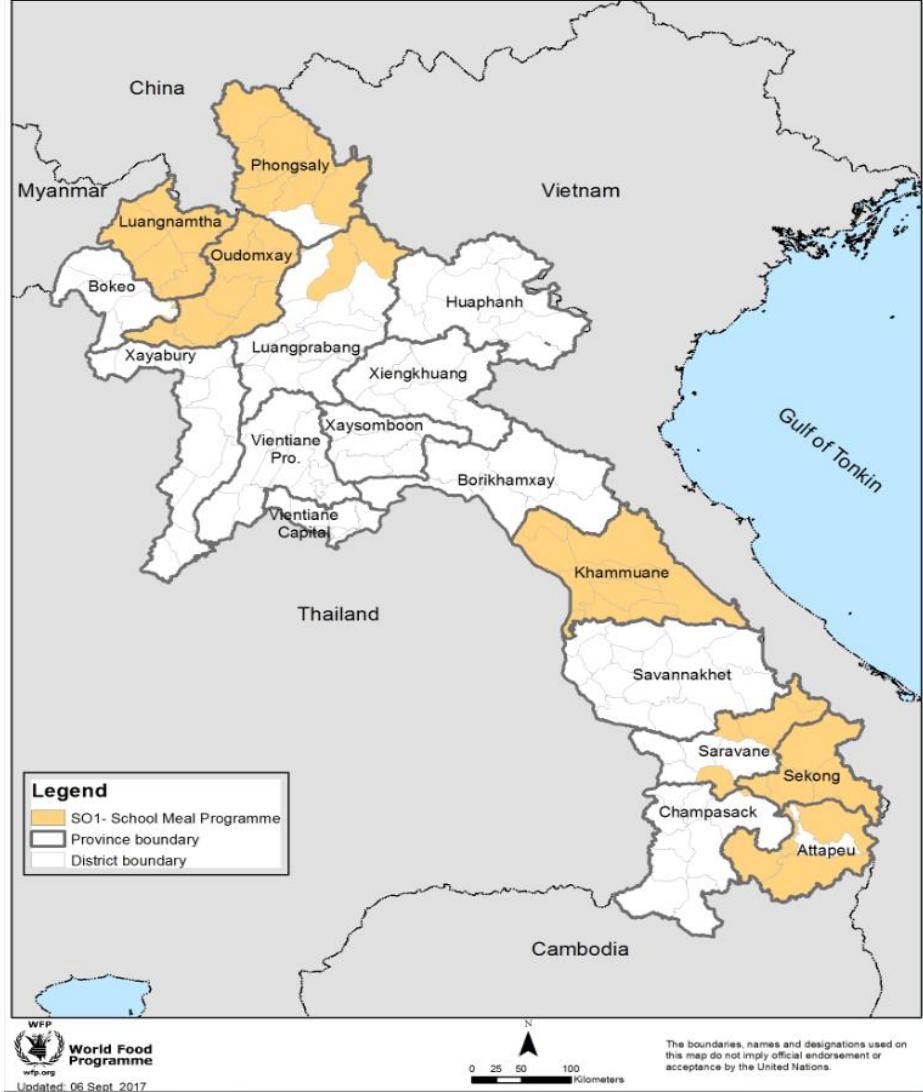 China
Phongsaly
Myanmar
Vietnam
Luangnamtha
Oudomxay
Bokeo
Huaphanh
Xayabury
Luangprabang
Xiengkhuang
Xaysomboon
Vientiane
Pro.
Gulf of Tonkin
Borikhamxay
Vientiane
Capital
Khammuane
Thailand
Savannakhet
Saravane
Sekong
Champasack
Attapeu
Cambodia
Legend
SO1- School Meal Programme
Province boundary
District boundary
WFP
wfp.org
World Food
Programme
Updated: 06 Sept 2017
N
0 25 50 100
Kilometers
The boundaries, names and designations used on
this map do not imply official endorsement or
acceptance by the United Nations.